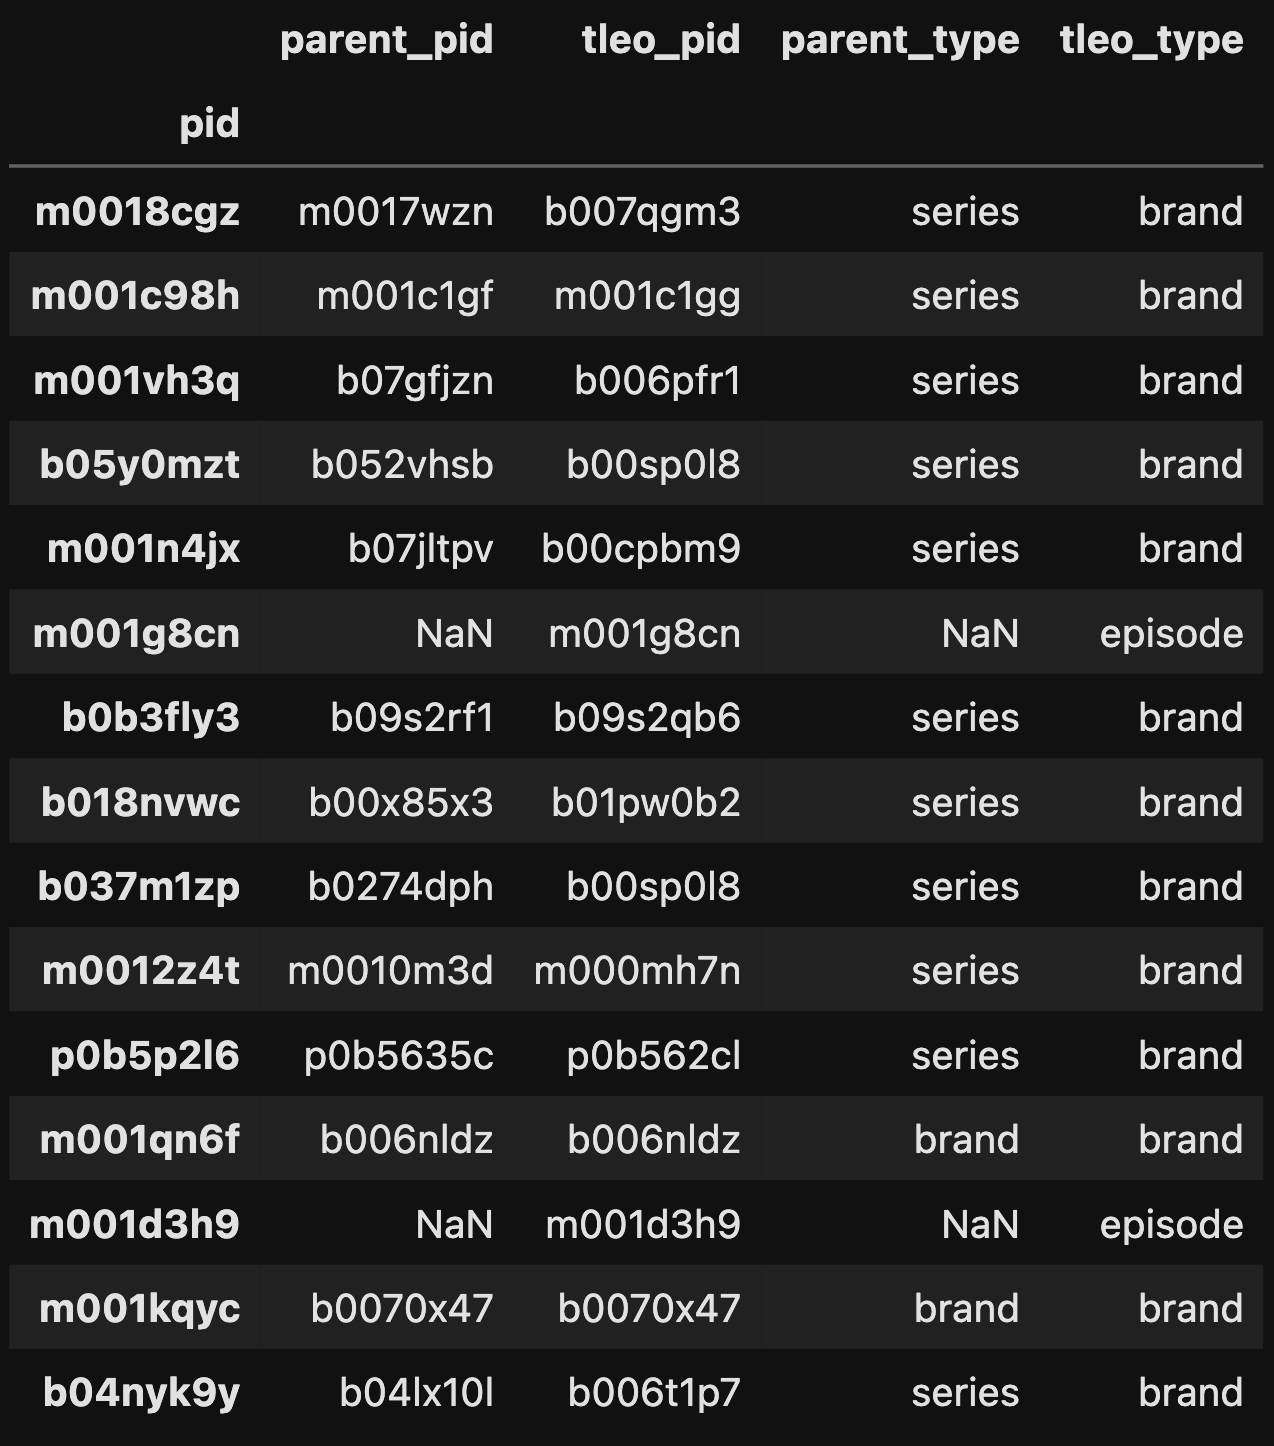 parent_pid tleo_pid parent_type tleo_type
pid
m0018cgz m0017wzn b007qgm3 series brand
m001c98h m001c1gf m001c1gg series brand
m001vh3q b07gfjzn b006pfr1 series brand
b05y0mzt b052vhsb b00sp0l8 series brand
m001n4jx b07jltpv b00cpbm9 series brand
m001g8cn NaN m001g8cn NaN episode
b0b3fly3 b09s2rf1 b09s2qb6 series brand
b018nvwc b00x85x3 b01pw0b2 series brand
b037m1zp b0274dph b00sp0l8 series brand
m0012z4t m0010m3d m000mh7n series brand
p0b5p2l6 p0b5635c p0b562cl series brand
m001qn6f b006nldz b006nldz brand brand
m001d3h9 NaN m001d3h9 NaN episode
m001kqyc b0070x47 b0070x47 brand brand
b04nyk9y b04lx10l b006t1p7 series brand